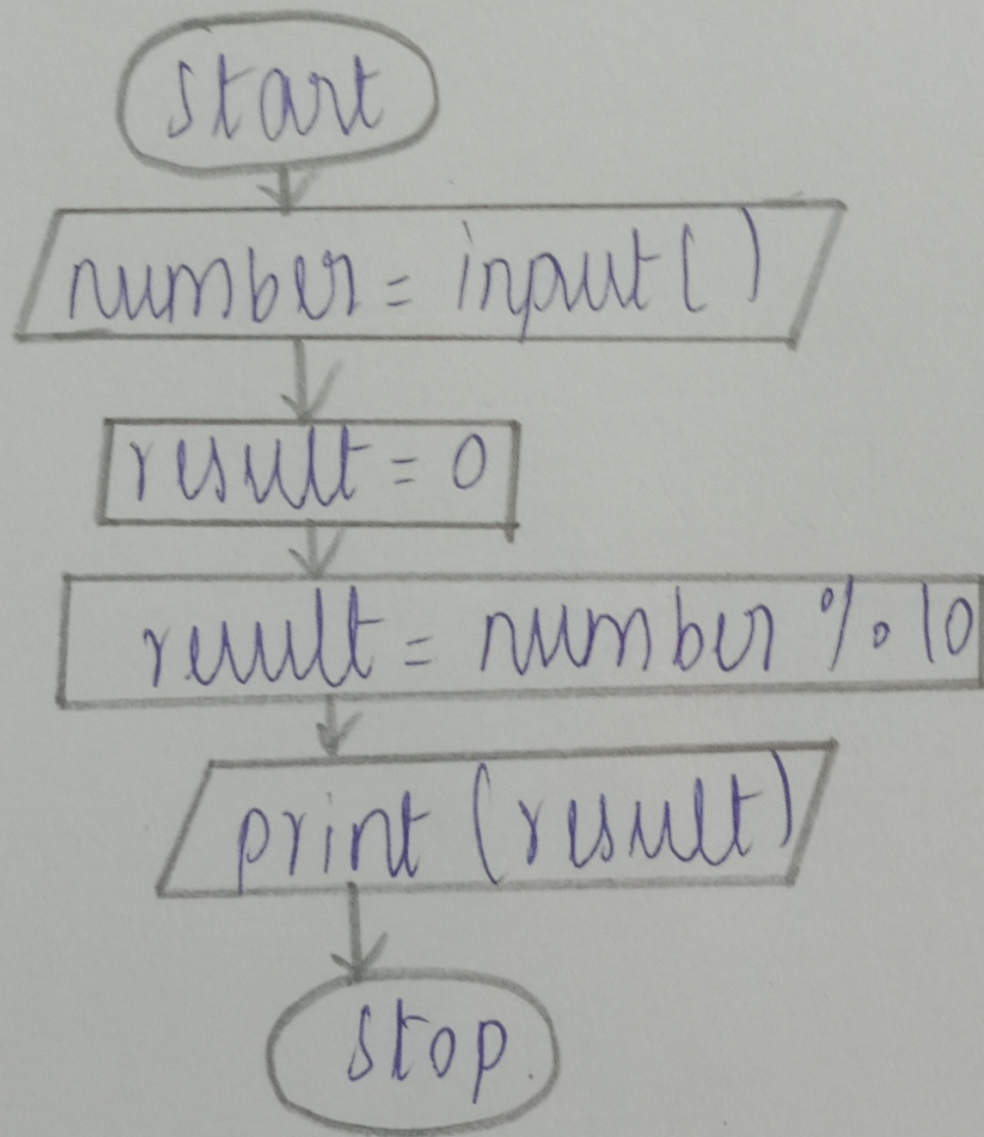 start
number = input()
result = 0
result = number % 10
print (result)
stop